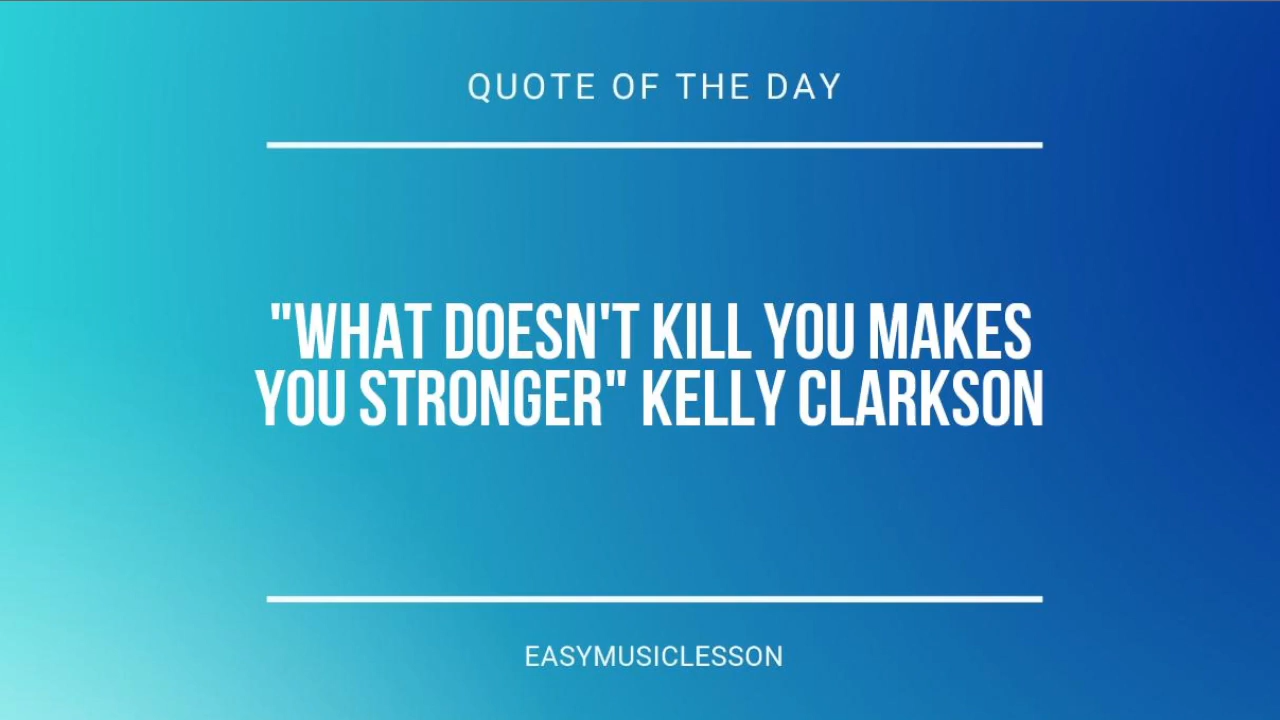 QUOTE OF THE DAY
"WHAT DOESN'T KILL YOU MAKES
YOU STRONGER" KELLY CLARKSON
EASYMUSICLESSON